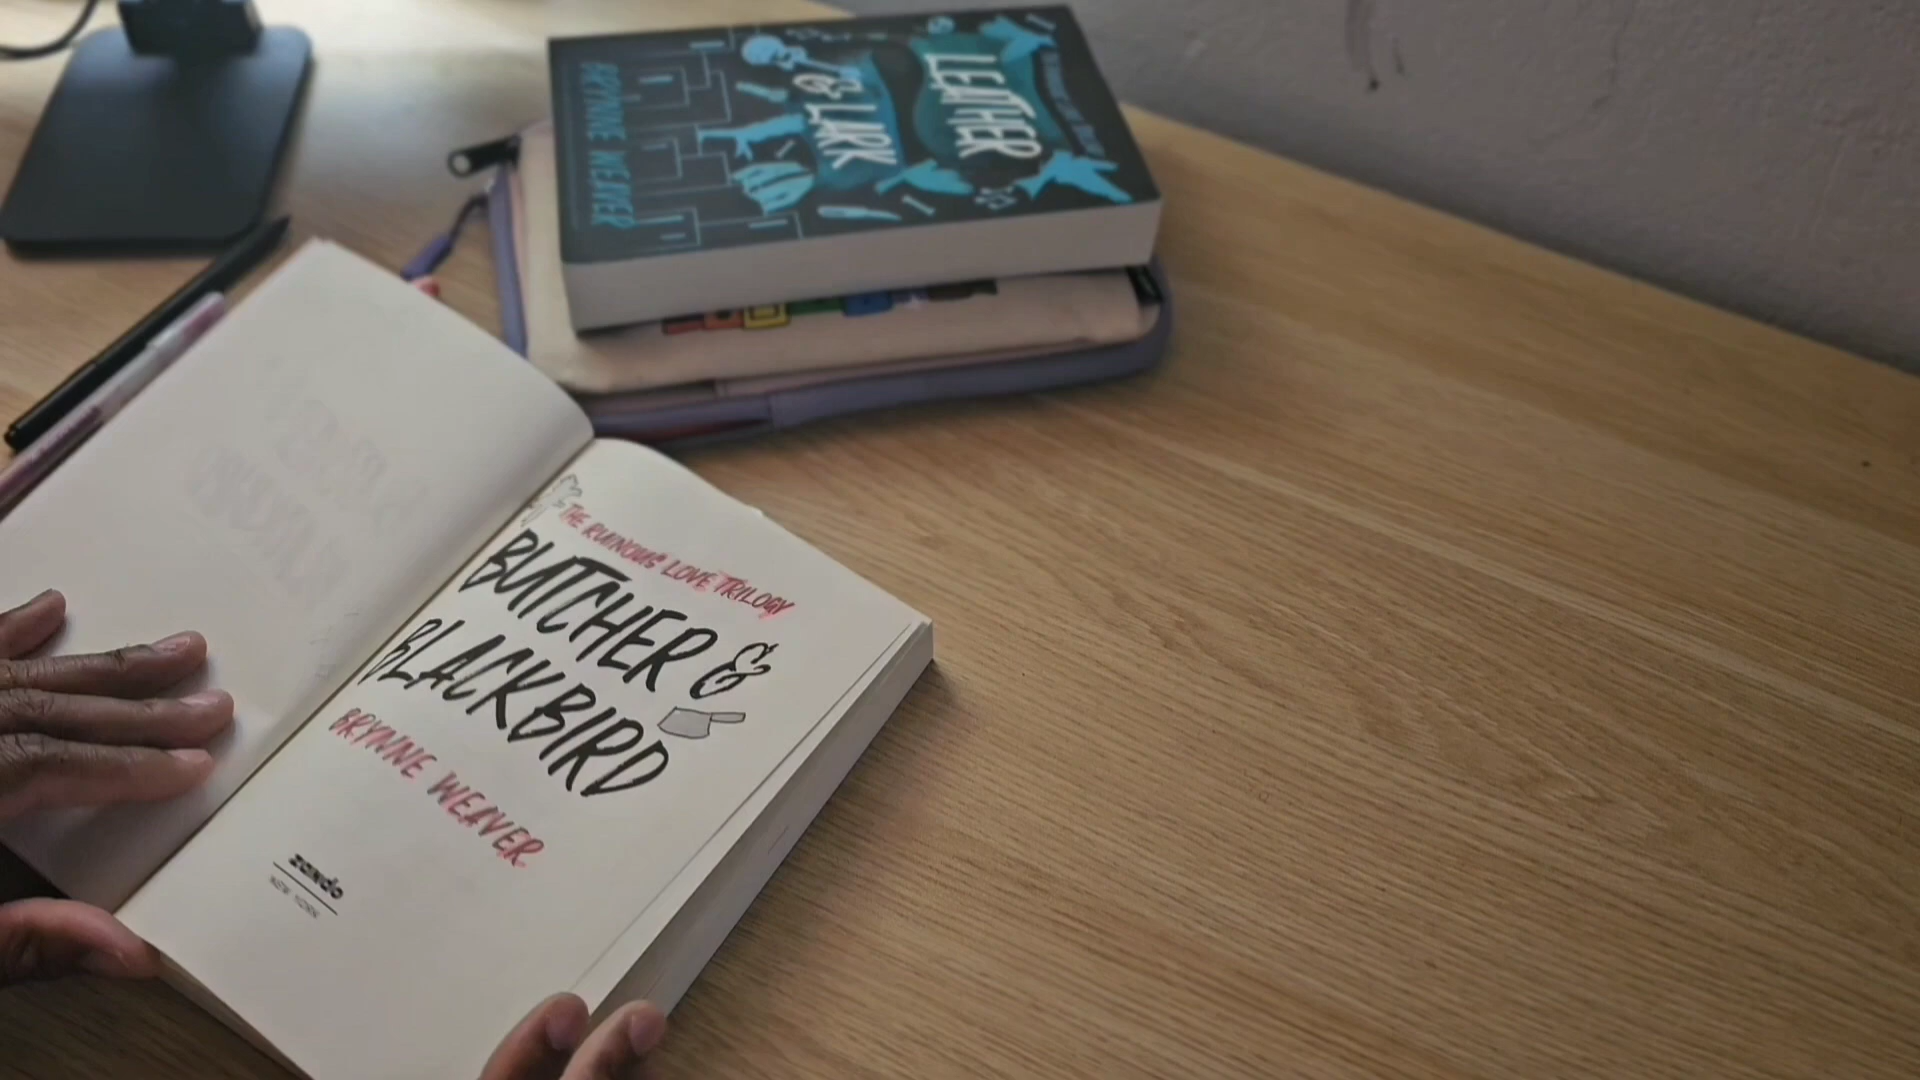 LEATHER
& LARK
BRYNNE WEAVER
THE RUINOUS LOVE TRILOGY
BUTCHER &
BLACKBIRD
BRYNNE WEAVER
zando
NEW YORK